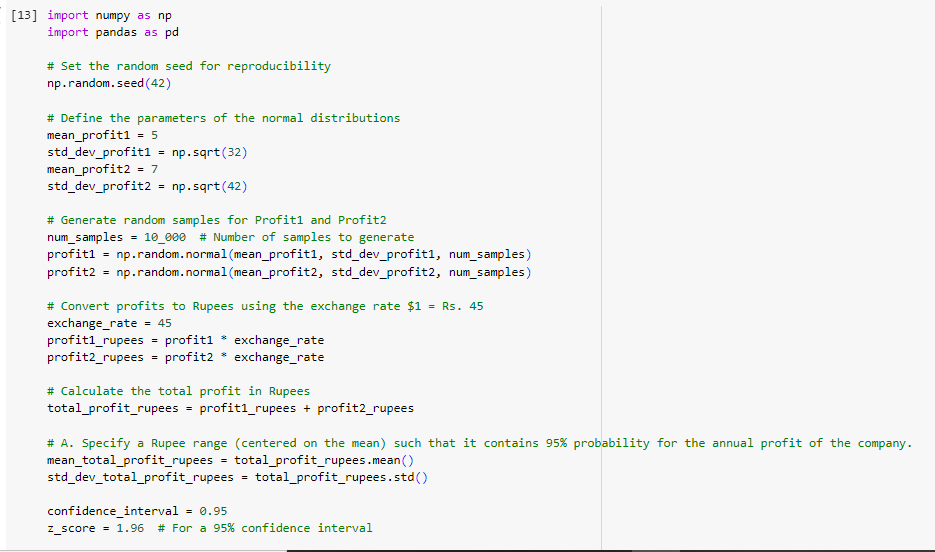 [13] import numpy as np
import pandas as pd
# Set the random seed for reproducibility
np.random.seed(42)
# Define the parameters of the normal distributions
mean_profit1 = 5
std_dev_profit1 = np.sqrt(32)
mean_profit2 = 7
std_dev_profit2 = np.sqrt(42)
# Generate random samples for Profit1 and Profit2
num_samples = 10_000  # Number of samples to generate
profit1 = np.random.normal(mean_profit1, std_dev_profit1, num_samples)
profit2 = np.random.normal(mean_profit2, std_dev_profit2, num_samples)
# Convert profits to Rupees using the exchange rate $1 = Rs. 45
exchange_rate = 45
profit1_rupees = profit1 * exchange_rate
profit2_rupees = profit2 * exchange_rate
# Calculate the total profit in Rupees
total_profit_rupees = profit1_rupees + profit2_rupees
# A. Specify a Rupee range (centered on the mean) such that it contains 95% probability for the annual profit of the company.
mean_total_profit_rupees = total_profit_rupees.mean()
std_dev_total_profit_rupees = total_profit_rupees.std()
confidence_interval = 0.95
z_score = 1.96  # For a 95% confidence interval